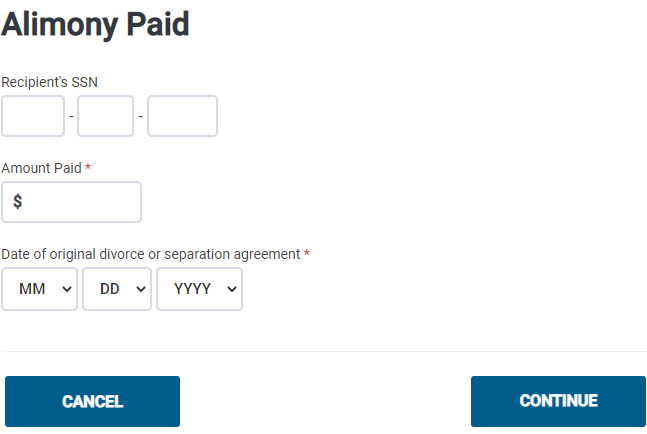 Alimony Paid
Recipient's SSN
- -
Amount Paid *
$
Date of original divorce or separation agreement *
MM DD YYYY
CANCEL CONTINUE